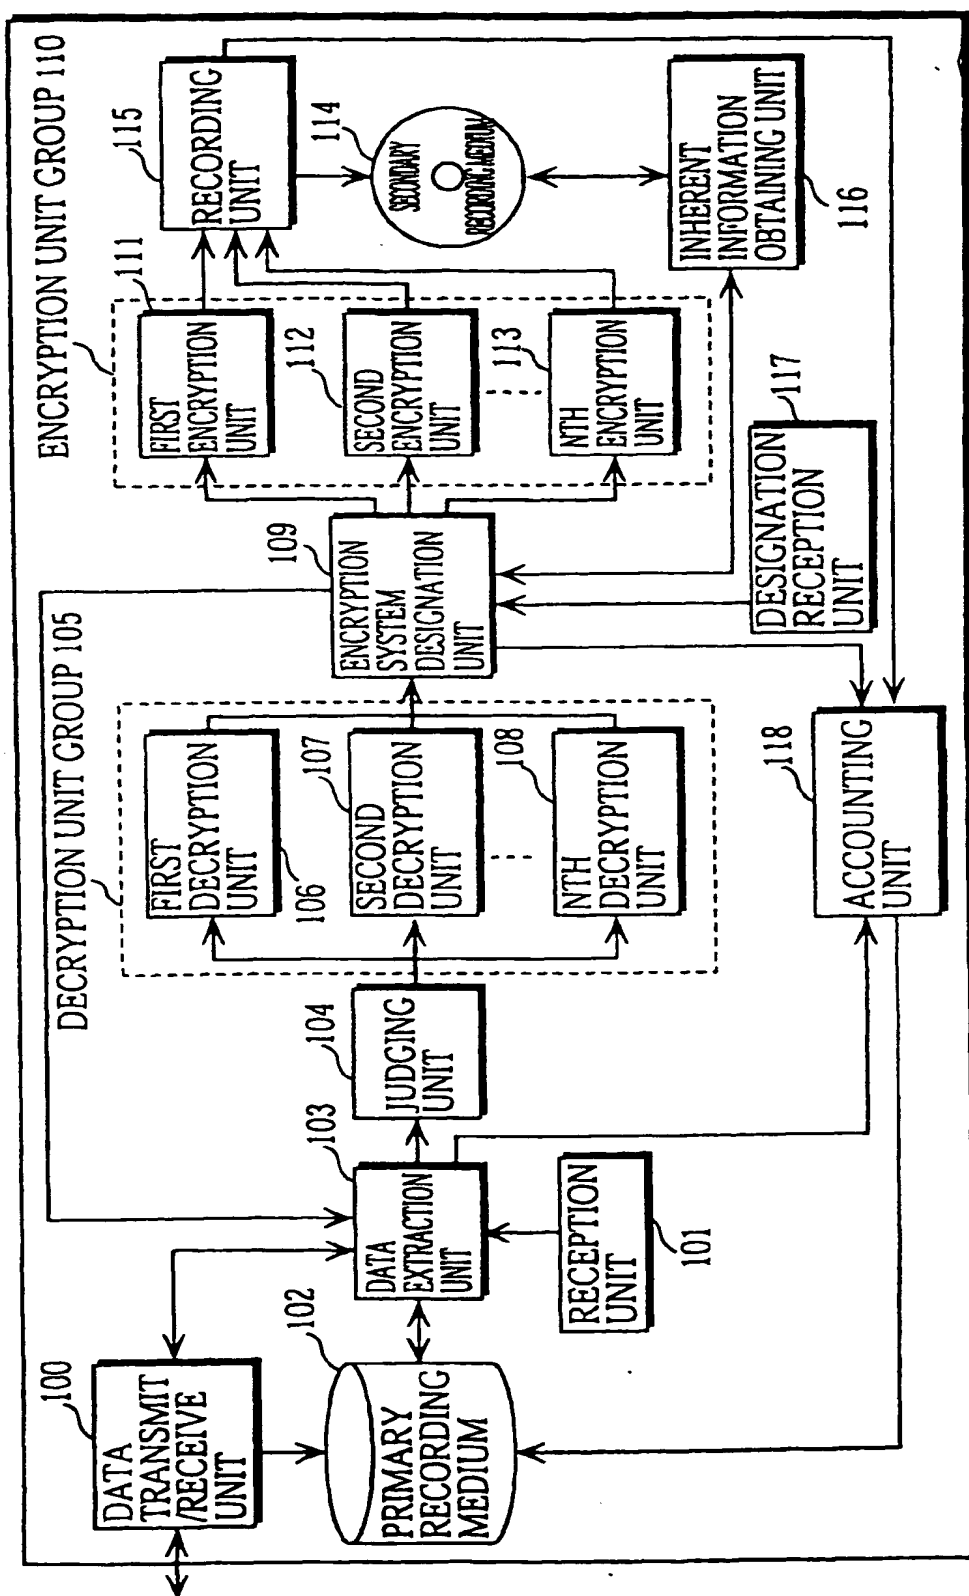 ENCRYPTION UNIT GROUP 110
DECRYPTION UNIT GROUP 105
100
DATA
TRANSMIT
/RECEIVE
UNIT
102
PRIMARY
RECORDING
MEDIUM
103
DATA
EXTRACTION
UNIT
RECEPTION
UNIT
101
104
JUDGING
UNIT
FIRST
DECRYPTION
UNIT
106
107
SECOND
DECRYPTION
UNIT
108
NTH
DECRYPTION
UNIT
109
ENCRYPTION
SYSTEM
DESIGNATION
UNIT
111
FIRST
ENCRYPTION
UNIT
112
SECOND
ENCRYPTION
UNIT
113
NTH
ENCRYPTION
UNIT
115
RECORDING
UNIT
114
SECONDARY
RECORDING MEDIUM
INHERENT
INFORMATION
OBTAINING UNIT
116
117
DESIGNATION
RECEPTION
UNIT
118
ACCOUNTING
UNIT